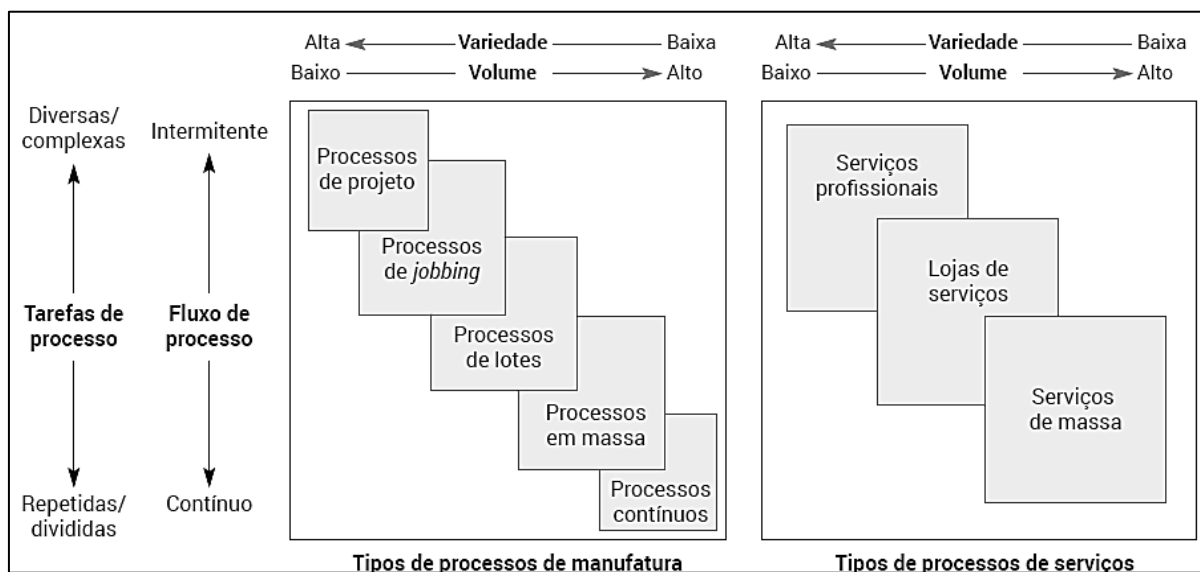 Alta Variedade Baixa
Baixo Volume Alto
Alta Variedade Baixa
Baixo Volume Alto
Diversas/
complexas
Intermitente
Tarefas de
processo
Fluxo de
processo
Repetidas/
divididas
Contínuo
Processos
de projeto
Processos
de jobbing
Processos
de lotes
Processos
em massa
Processos
contínuos
Tipos de processos de manufatura
Serviços
profissionais
Lojas de
serviços
Serviços
de massa
Tipos de processos de serviços